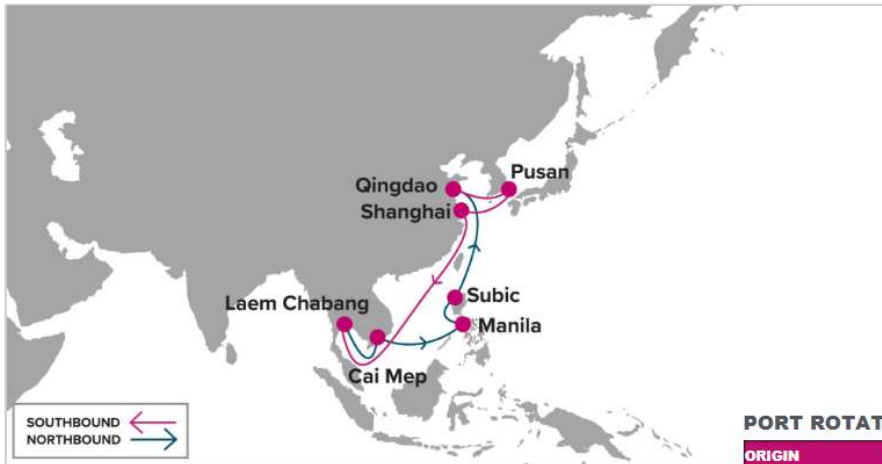 Qingdao
Pusan
Shanghai
Laem Chabang
Subic
Manila
Cai Mep
SOUTHBOUND
NORTHBOUND
PORT ROTAT
ORIGIN